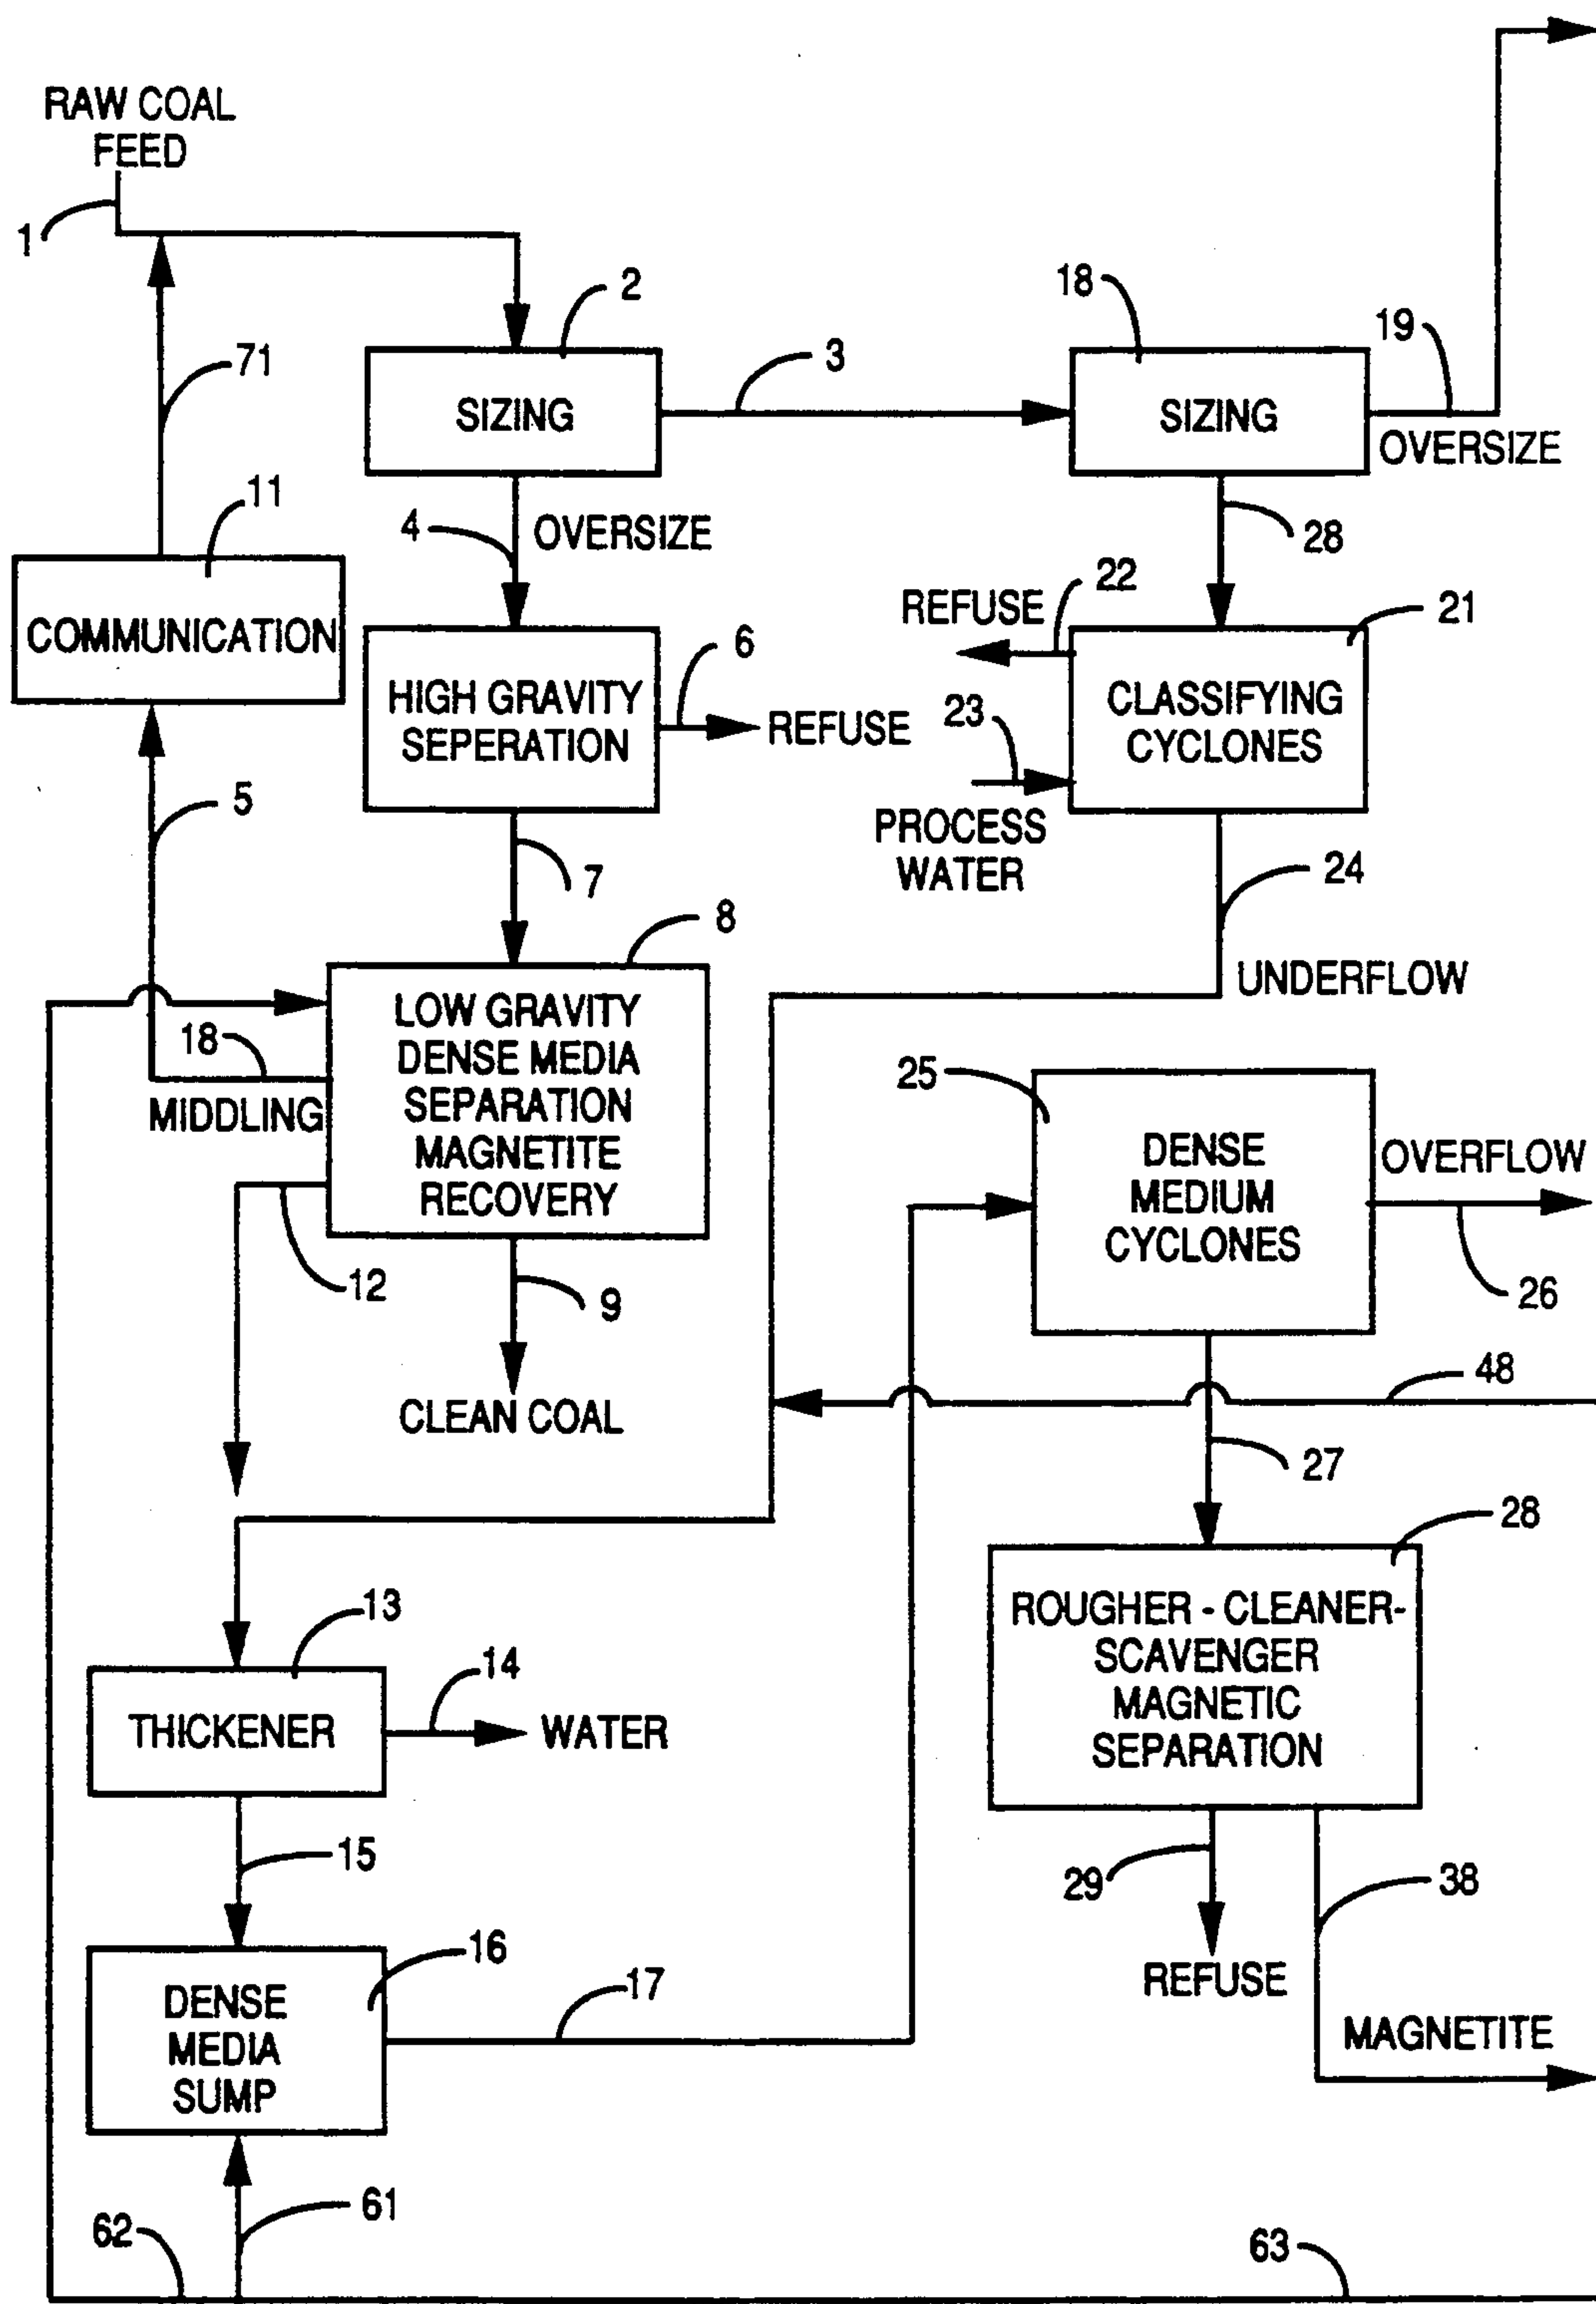 RAW COAL
FEED
1
2
18
19
3
71
SIZING
SIZING
OVERSIZE
11
4
OVERSIZE
28
22
REFUSE
21
COMMUNICATION
6
HIGH GRAVITY
SEPERATION
REFUSE
23
CLASSIFYING
CYCLONES
5
PROCESS
WATER
7
24
8
UNDERFLOW
LOW GRAVITY
DENSE MEDIA
SEPARATION
MAGNETITE
RECOVERY
18
MIDDLING
25
DENSE
MEDIUM
CYCLONES
OVERFLOW
12
9
26
48
CLEAN COAL
27
28
13
ROUGHER - CLEANER-
SCAVENGER
MAGNETIC
SEPARATION
14
THICKENER
WATER
15
29
38
16
17
REFUSE
DENSE
MEDIA
SUMP
MAGNETITE
61
62
63